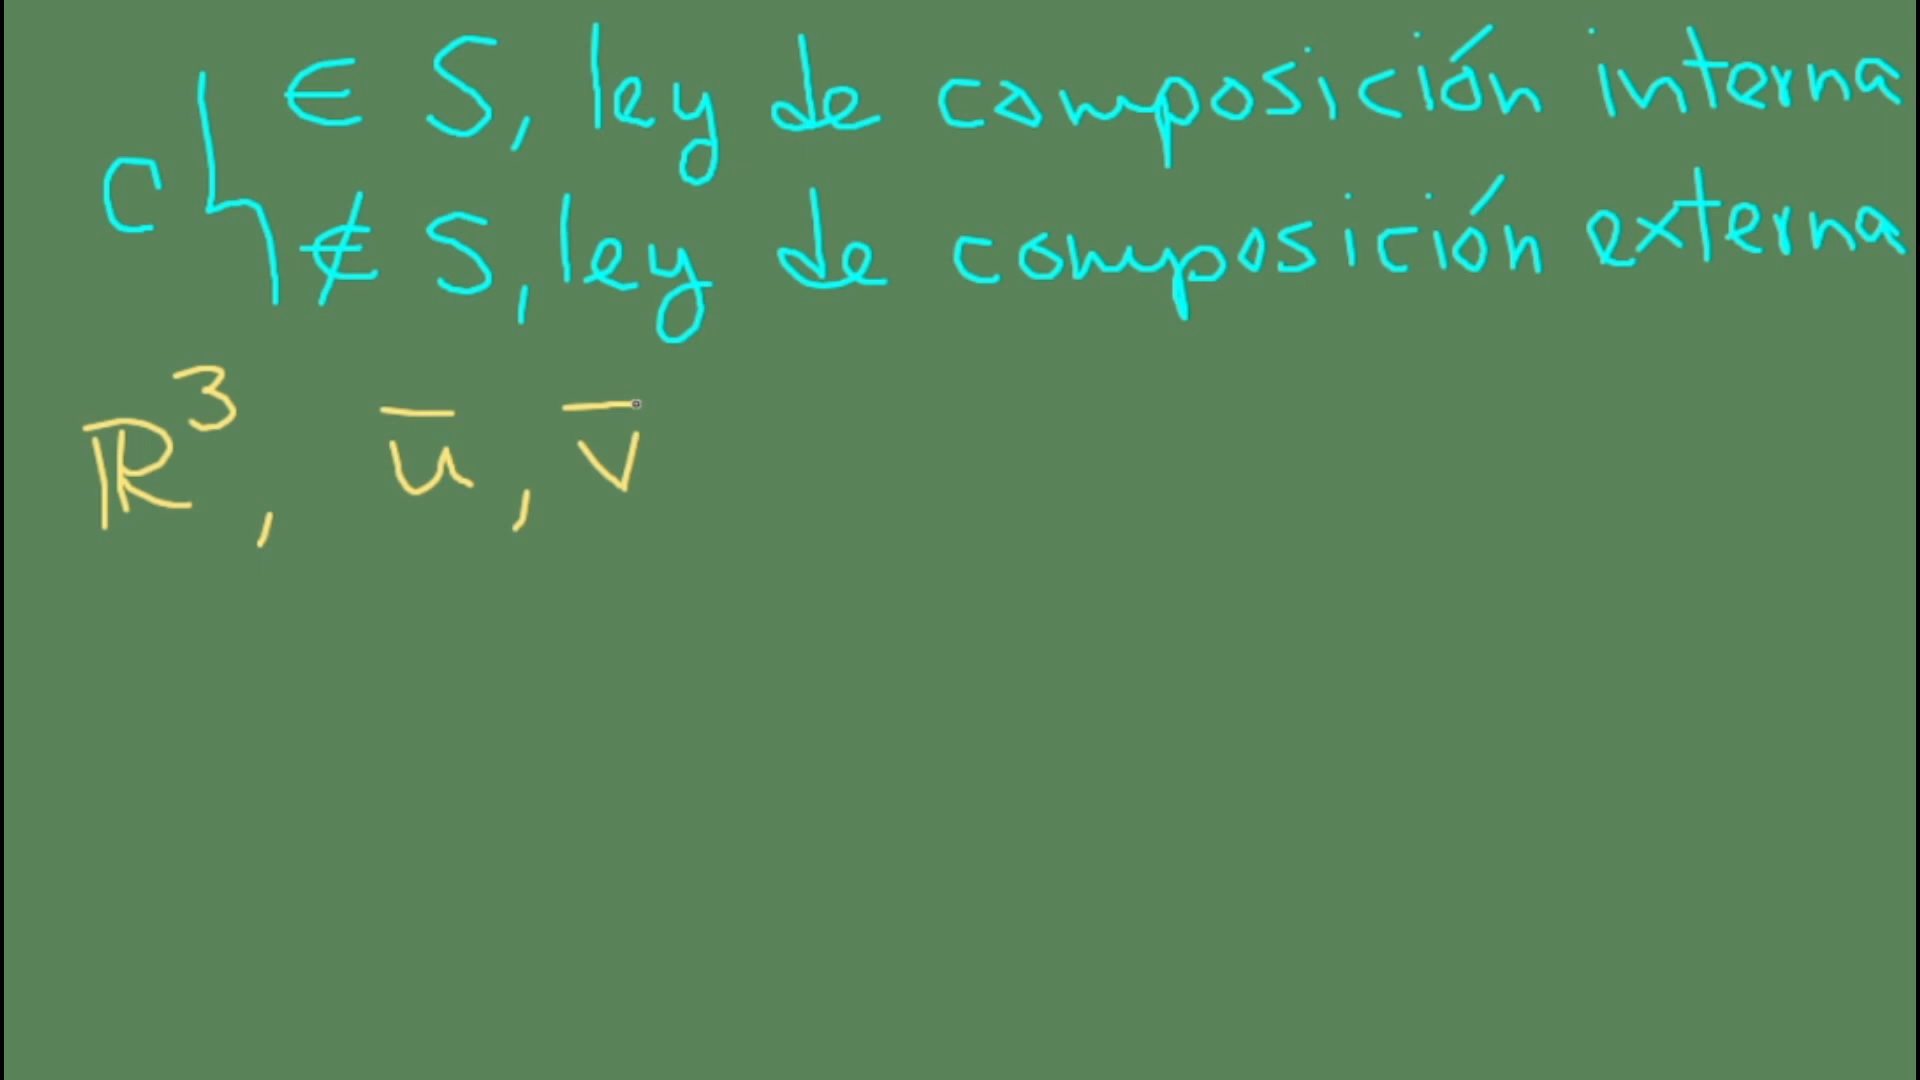 c { ∈ S, ley de composición interna
∉ S, ley de composición externa
ℝ³, u̅, v̅